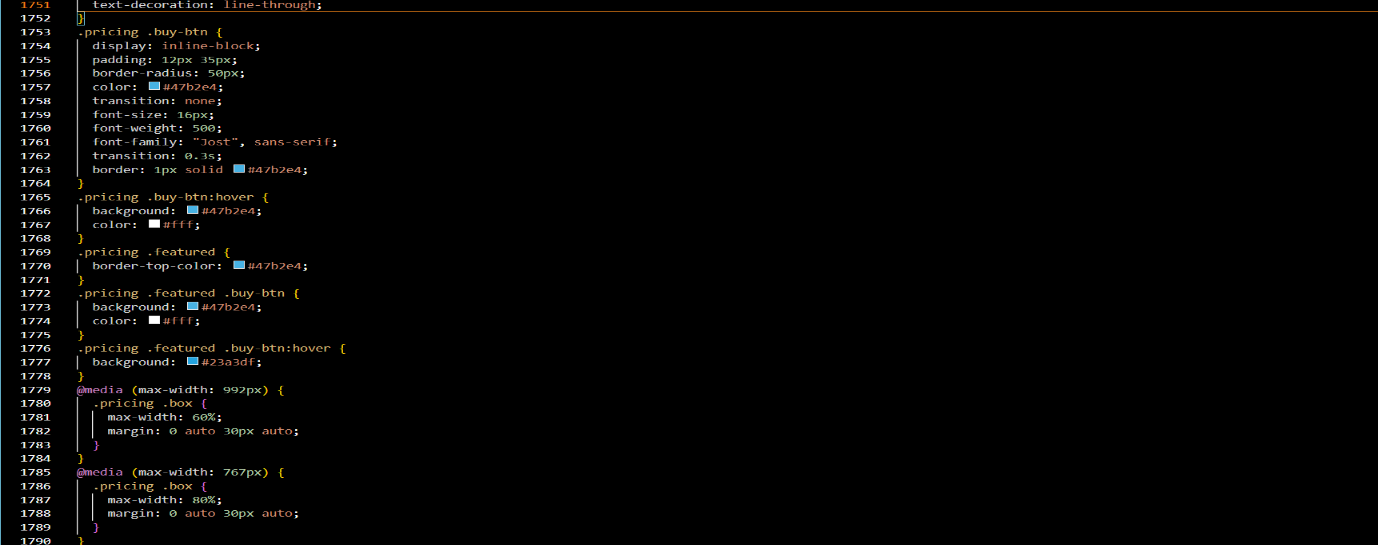 1751 text-decoration: line-through;
1752 }
1753 .pricing .buy-btn {
1754 display: inline-block;
1755 padding: 12px 35px;
1756 border-radius: 50px;
1757 color: #47b2e4;
1758 transition: none;
1759 font-size: 16px;
1760 font-weight: 500;
1761 font-family: "Jost", sans-serif;
1762 transition: 0.3s;
1763 border: 1px solid #47b2e4;
1764 }
1765 .pricing .buy-btn:hover {
1766 background: #47b2e4;
1767 color: #fff;
1768 }
1769 .pricing .featured {
1770 border-top-color: #47b2e4;
1771 }
1772 .pricing .featured .buy-btn {
1773 background: #47b2e4;
1774 color: #fff;
1775 }
1776 .pricing .featured .buy-btn:hover {
1777 background: #23a3df;
1778 }
1779 @media (max-width: 992px) {
1780 .pricing .box {
1781 max-width: 60%;
1782 margin: 0 auto 30px auto;
1783 }
1784 }
1785 @media (max-width: 767px) {
1786 .pricing .box {
1787 max-width: 80%;
1788 margin: 0 auto 30px auto;
1789 }
1790 }